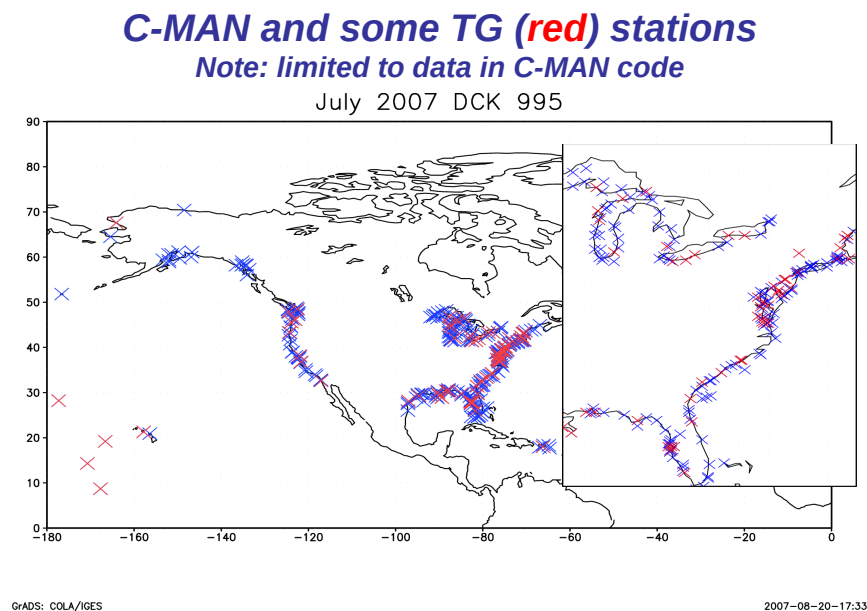 C-MAN and some TG (red) stations
Note: limited to data in C-MAN code
July 2007 DCK 995
90
80
70
60
50
40
30
20
10
0
−180 −160 −140 −120 −100 −80 −60 −40 −20 0
GrADS: COLA/IGES 2007−08−20−17:33